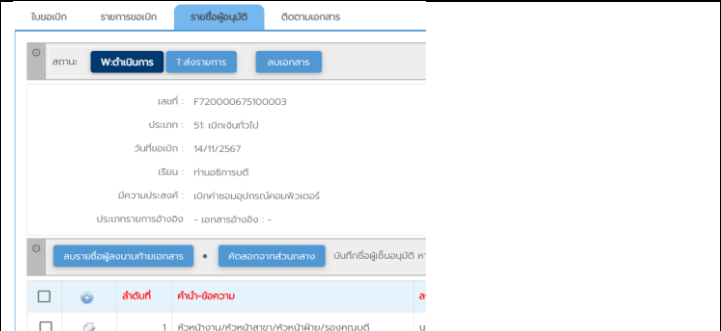 ใบขอเบิก รายการขอเบิก รายชื่อผู้อนุมัติ ติดตามเอกสาร
สถานะ W:ดำเนินการ T:ส่งรายการ ลบเอกสาร
เลขที่ : F720000675100003
ประเภท : 51: เบิกเงินทั่วไป
วันที่ขอเบิก : 14/11/2567
เรียน : ท่านอธิการบดี
มีความประสงค์ : เบิกค่าซอมอุปกรณ์คอมพิวเตอร์
ประเภทรายการอ้างอิง - เอกสารอ้างอิง : -
ลบรายชื่อผู้ลงนามท้ายเอกสาร • คัดลอกจากส่วนกลาง บันทึกชื่อผู้เซ็นอนุมัติ
ลำดับที่ คำนำ-ข้อความ
1 หัวหน้างาน/หัวหน้าสาขา/หัวหน้าฝ่าย/รองคณบดี